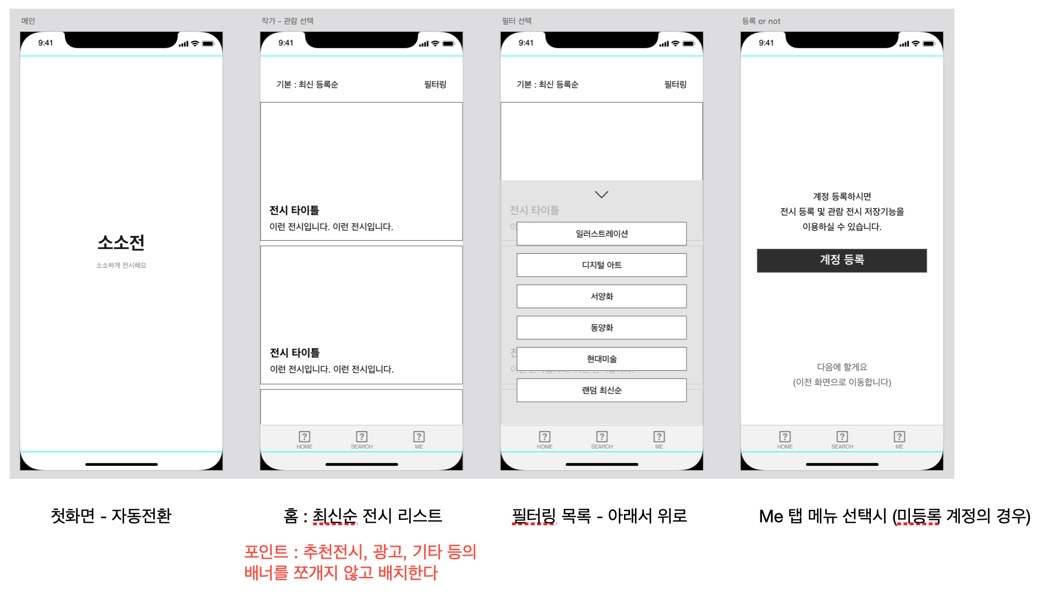 메인
9:41
소소전
소소하게 전시해요
첫화면 - 자동전환
작가 - 관람 선택
9:41
기본 : 최신 등록순 필터링
전시 타이틀
이런 전시입니다. 이런 전시입니다.
전시 타이틀
이런 전시입니다. 이런 전시입니다.
? ? ?
HOME SEARCH ME
홈 : 최신순 전시 리스트
포인트 : 추천전시, 광고, 기타 등의
배너를 쪼개지 않고 배치한다
필터 선택
9:41
기본 : 최신 등록순 필터링
전시 타이틀
일러스트레이션
디지털 아트
서양화
동양화
현대미술
랜덤 최신순
? ? ?
HOME SEARCH ME
필터링 목록 - 아래서 위로
등록 or not
9:41
계정 등록하시면
전시 등록 및 관람 전시 저장기능을
이용하실 수 있습니다.
계정 등록
다음에 할게요
(이전 화면으로 이동합니다)
? ? ?
HOME SEARCH ME
Me 탭 메뉴 선택시 (미등록 계정의 경우)